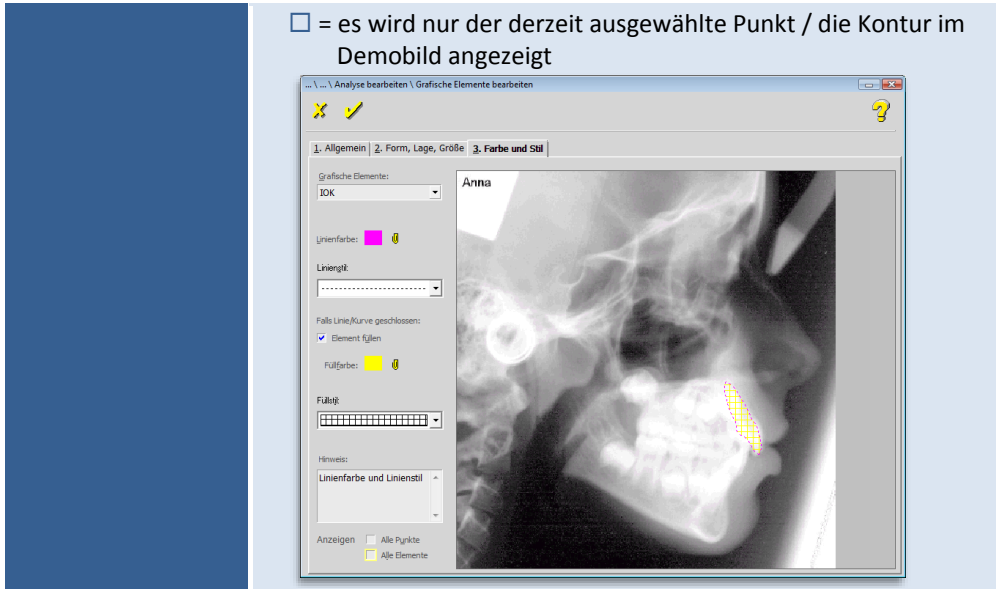 ☐ = es wird nur der derzeit ausgewählte Punkt / die Kontur im
Demobild angezeigt
... \ ... \ Analyse bearbeiten \ Grafische Elemente bearbeiten
1. Allgemein 2. Form, Lage, Größe 3. Farbe und Stil
Grafische Elemente:
IOK
Anna
Linienfarbe:
Linienstil:
Falls Linie/Kurve geschlossen:
Element füllen
Füllfarbe:
Füllstil:
Hinweis:
Linienfarbe und Linienstil
Anzeigen Alle Punkte
Alle Elemente